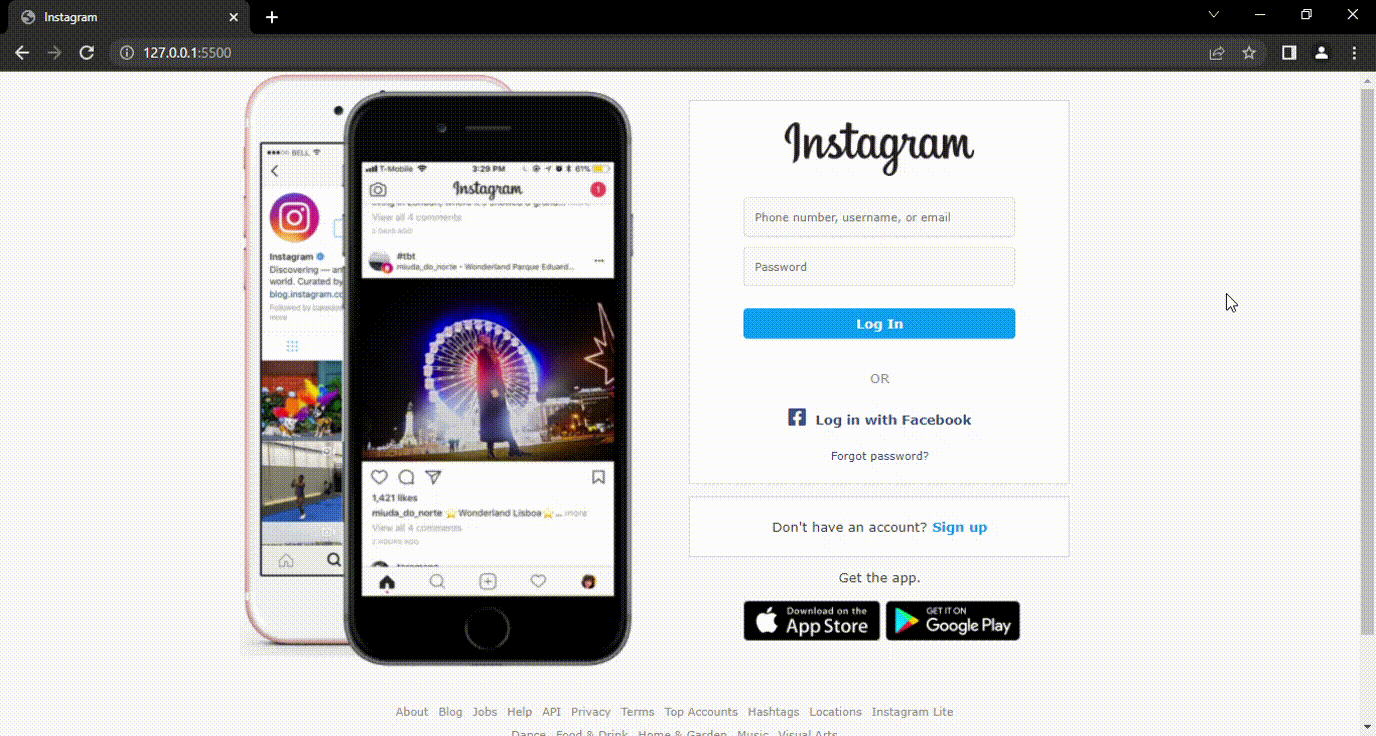 Instagram
127.0.0.1:5500
BELL
Instagram
Discovering — an
world. Curated by
blog.instagram.co
Followed by
more
T-Mobile 3:29 PM 61%
Instagram
1
View all 4 comments
2 DAYS AGO
#tbt
miuda_do_norte • Wonderland Parque Eduard...
1,421 likes
miuda_do_norte ⭐Wonderland Lisboa⭐... more
View all 4 comments
2 HOURS AGO
Instagram
Phone number, username, or email
Password
Log In
OR
Log in with Facebook
Forgot password?
Don't have an account? Sign up
Get the app.
Download on the
App Store
GET IT ON
Google Play
About Blog Jobs Help API Privacy Terms Top Accounts Hashtags Locations Instagram Lite
Dance Food & Drink Home & Garden Music Visual Arts